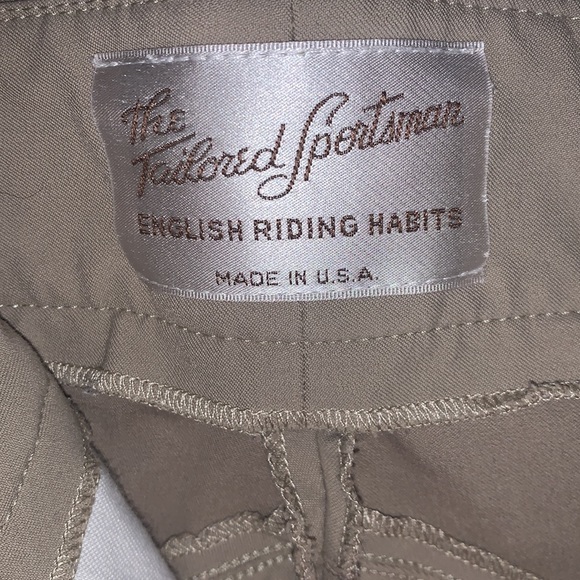 The
Tailored Sportsman
ENGLISH RIDING HABITS
MADE IN U.S.A.